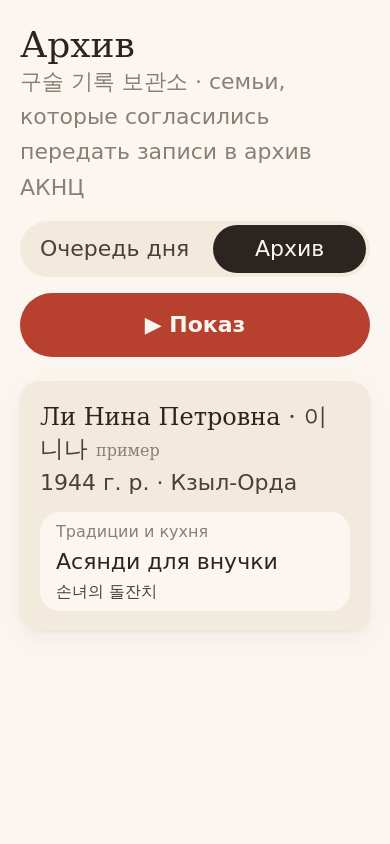 Архив
구술 기록 보관소 · семьи,
которые согласились
передать записи в архив
АКНЦ
Очередь дня
Архив
▶ Показ
Ли Нина Петровна · 이
니나 пример
1944 г. р. · Кзыл-Орда
Традиции и кухня
Асянди для внучки
손녀의 돌잔치